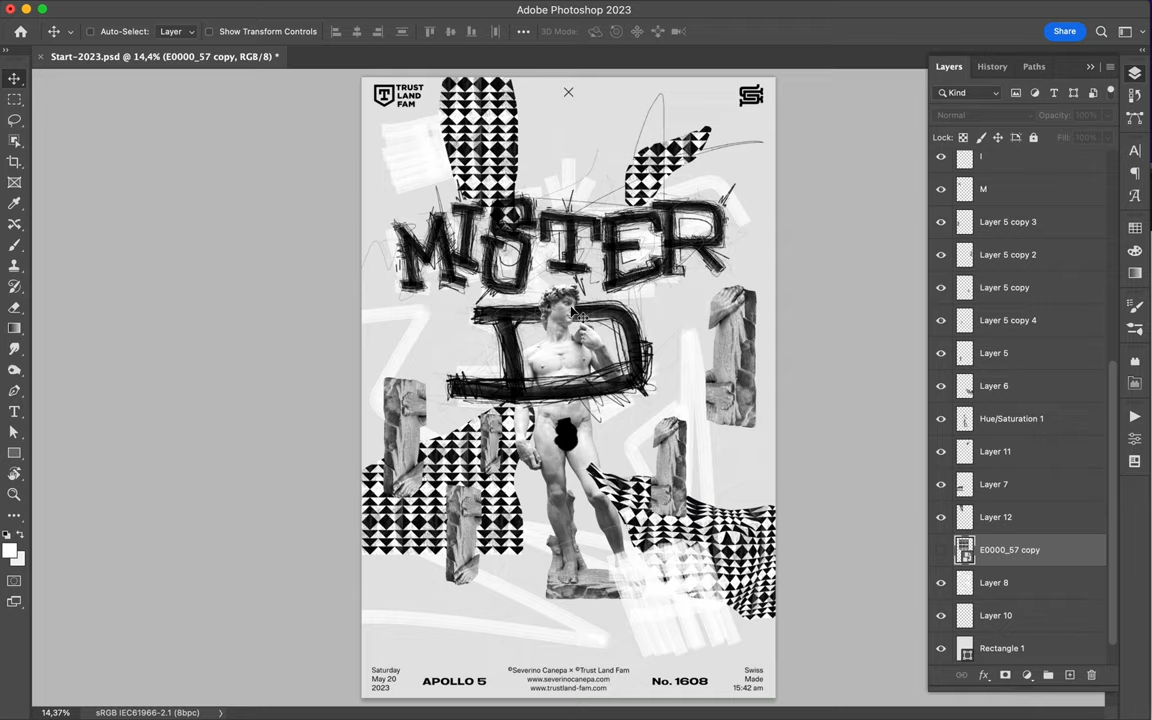 Adobe Photoshop 2023
Auto-Select: Layer Show Transform Controls 3D Mode: Share
Start-2023.psd @ 14,4% (E0000_57 copy, RGB/8) *
Layers History Paths
Kind
Normal Opacity: 100%
Lock: Fill: 100%
I
M
Layer 5 copy 3
Layer 5 copy 2
Layer 5 copy
Layer 5 copy 4
Layer 5
Layer 6
Hue/Saturation 1
Layer 11
Layer 7
Layer 12
E0000_57 copy
Layer 8
Layer 10
Rectangle 1
TRUST
LAND
FAM
MISTER
D
Saturday
May 20
2023
APOLLO 5
©Severino Canepa × ©Trust Land Fam
www.severinocanepa.com
www.trustland-fam.com
No. 1608
Swiss
Made
15:42 am
14,37% sRGB IEC61966-2.1 (8bpc)